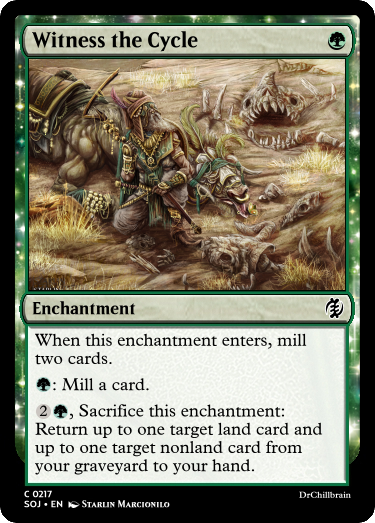 Witness the Cycle
Enchantment
When this enchantment enters, mill
two cards.
: Mill a card.
2 , Sacrifice this enchantment:
Return up to one target land card and
up to one target nonland card from
your graveyard to your hand.
C 0217
SOJ • EN Starlin Marcionilo
DrChillbrain